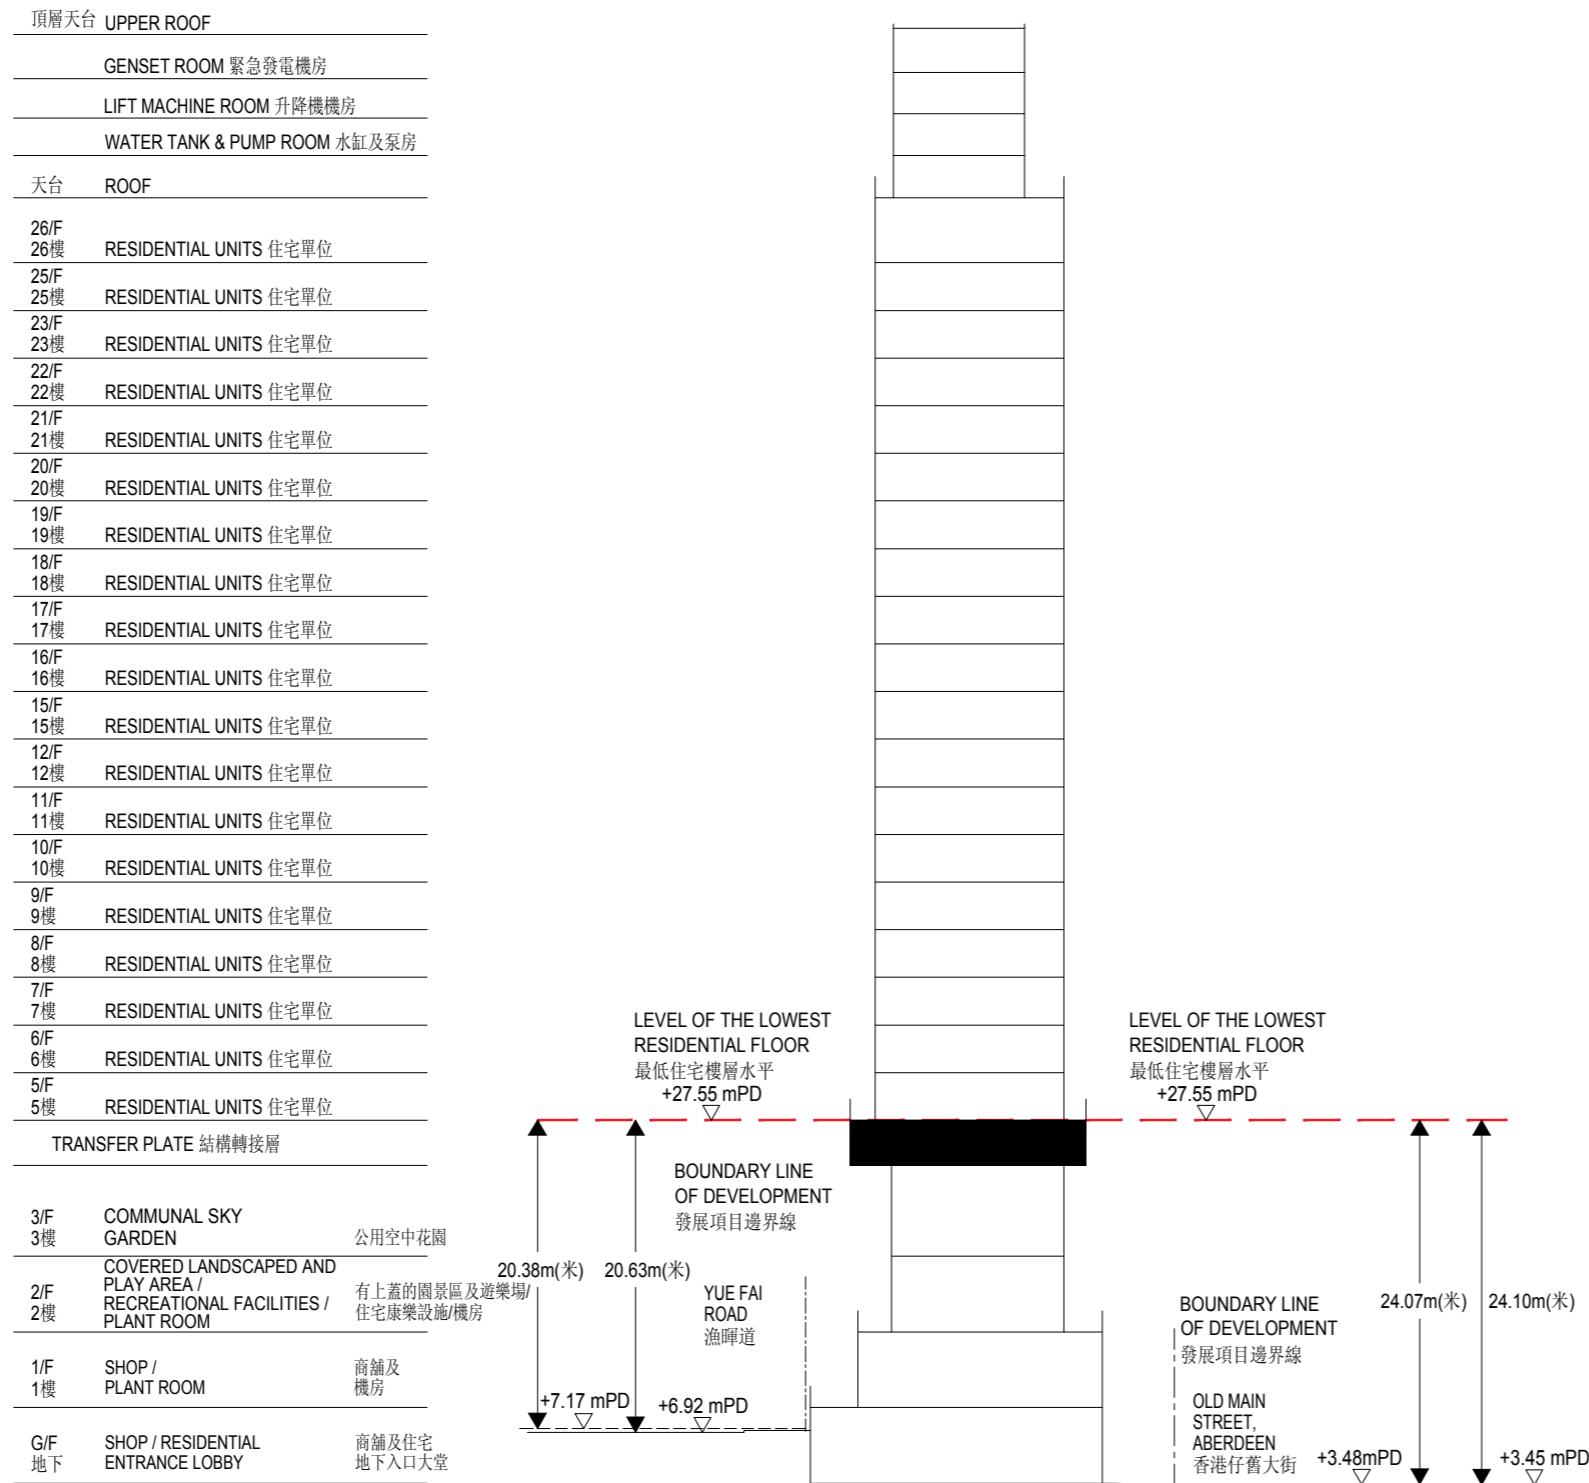 頂層天台 UPPER ROOF
GENSET ROOM 緊急發電機房
LIFT MACHINE ROOM 升降機機房
WATER TANK & PUMP ROOM 水缸及泵房
天台 ROOF
26/F
26樓 RESIDENTIAL UNITS 住宅單位
25/F
25樓 RESIDENTIAL UNITS 住宅單位
23/F
23樓 RESIDENTIAL UNITS 住宅單位
22/F
22樓 RESIDENTIAL UNITS 住宅單位
21/F
21樓 RESIDENTIAL UNITS 住宅單位
20/F
20樓 RESIDENTIAL UNITS 住宅單位
19/F
19樓 RESIDENTIAL UNITS 住宅單位
18/F
18樓 RESIDENTIAL UNITS 住宅單位
17/F
17樓 RESIDENTIAL UNITS 住宅單位
16/F
16樓 RESIDENTIAL UNITS 住宅單位
15/F
15樓 RESIDENTIAL UNITS 住宅單位
12/F
12樓 RESIDENTIAL UNITS 住宅單位
11/F
11樓 RESIDENTIAL UNITS 住宅單位
10/F
10樓 RESIDENTIAL UNITS 住宅單位
9/F
9樓 RESIDENTIAL UNITS 住宅單位
8/F
8樓 RESIDENTIAL UNITS 住宅單位
7/F
7樓 RESIDENTIAL UNITS 住宅單位
6/F
6樓 RESIDENTIAL UNITS 住宅單位
5/F
5樓 RESIDENTIAL UNITS 住宅單位
TRANSFER PLATE 結構轉接層
3/F COMMUNAL SKY
3樓 GARDEN 公用空中花園
COVERED LANDSCAPED AND
PLAY AREA /
2/F RECREATIONAL FACILITIES / 有上蓋的園景區及遊樂場/
2樓 PLANT ROOM 住宅康樂設施/機房
1/F SHOP / 商舖及
1樓 PLANT ROOM 機房
G/F SHOP / RESIDENTIAL 商舖及住宅
地下 ENTRANCE LOBBY 地下入口大堂
LEVEL OF THE LOWEST
RESIDENTIAL FLOOR
最低住宅樓層水平
+27.55 mPD
LEVEL OF THE LOWEST
RESIDENTIAL FLOOR
最低住宅樓層水平
+27.55 mPD
BOUNDARY LINE
OF DEVELOPMENT
發展項目邊界線
20.38m(米) 20.63m(米)
YUE FAI
ROAD
漁暉道
+7.17 mPD
+6.92 mPD
BOUNDARY LINE
OF DEVELOPMENT
發展項目邊界線
24.07m(米) 24.10m(米)
OLD MAIN
STREET,
ABERDEEN
香港仔舊大街
+3.48mPD
+3.45 mPD